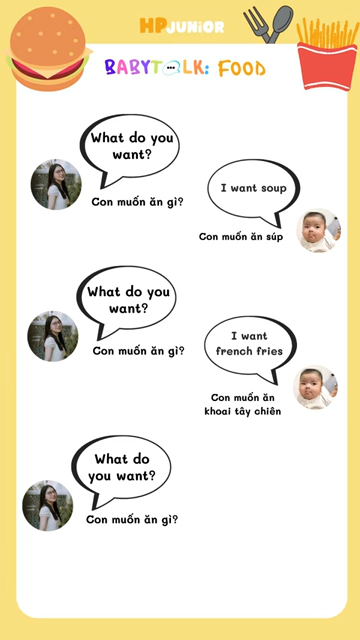 HP JUNiOR
BABYTALK: FOOD
What do you
want?
Con muốn ăn gì?
I want soup
Con muốn ăn súp
What do you
want?
Con muốn ăn gì?
I want
french fries
Con muốn ăn
khoai tây chiên
What do
you want?
Con muốn ăn gì?